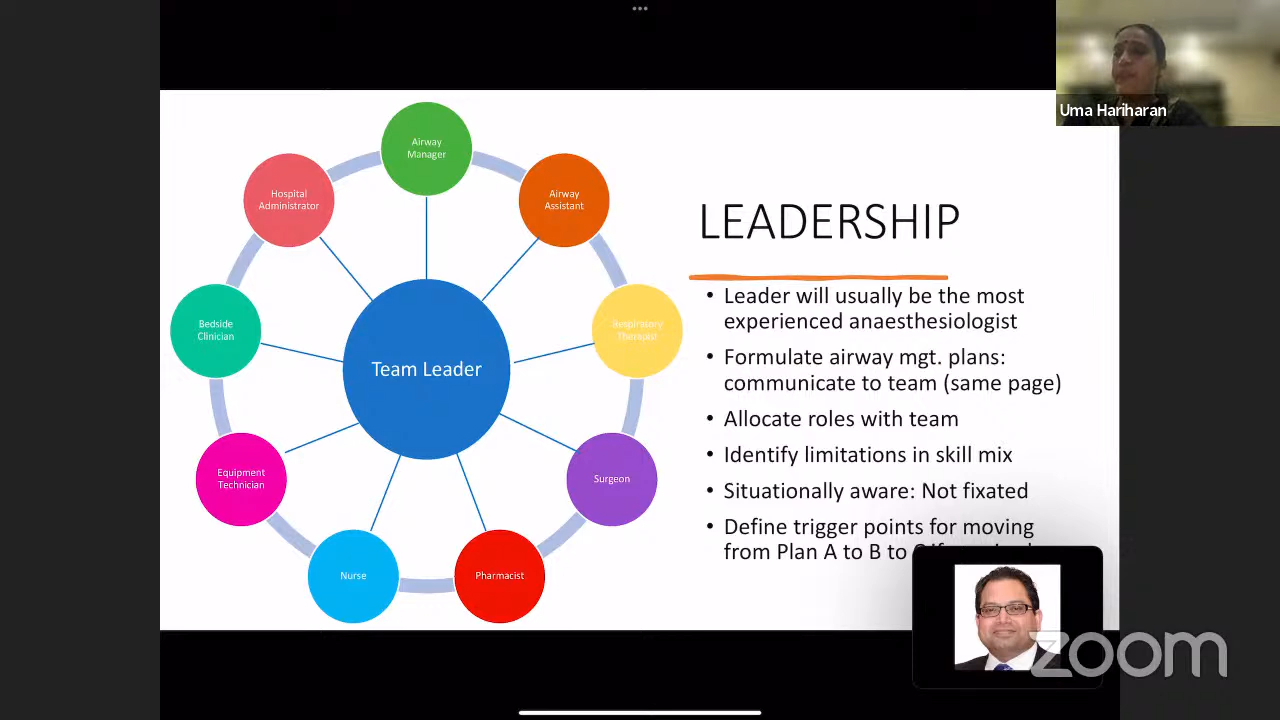 Uma Hariharan
Airway
Manager
Hospital
Administrator
Airway
Assistant
Bedside
Clinician
Respiratory
Therapist
Team Leader
Equipment
Technician
Surgeon
Nurse
Pharmacist
LEADERSHIP
• Leader will usually be the most
experienced anaesthesiologist
• Formulate airway mgt. plans:
communicate to team (same page)
• Allocate roles with team
• Identify limitations in skill mix
• Situationally aware: Not fixated
• Define trigger points for moving
from Plan A to B to
zoom